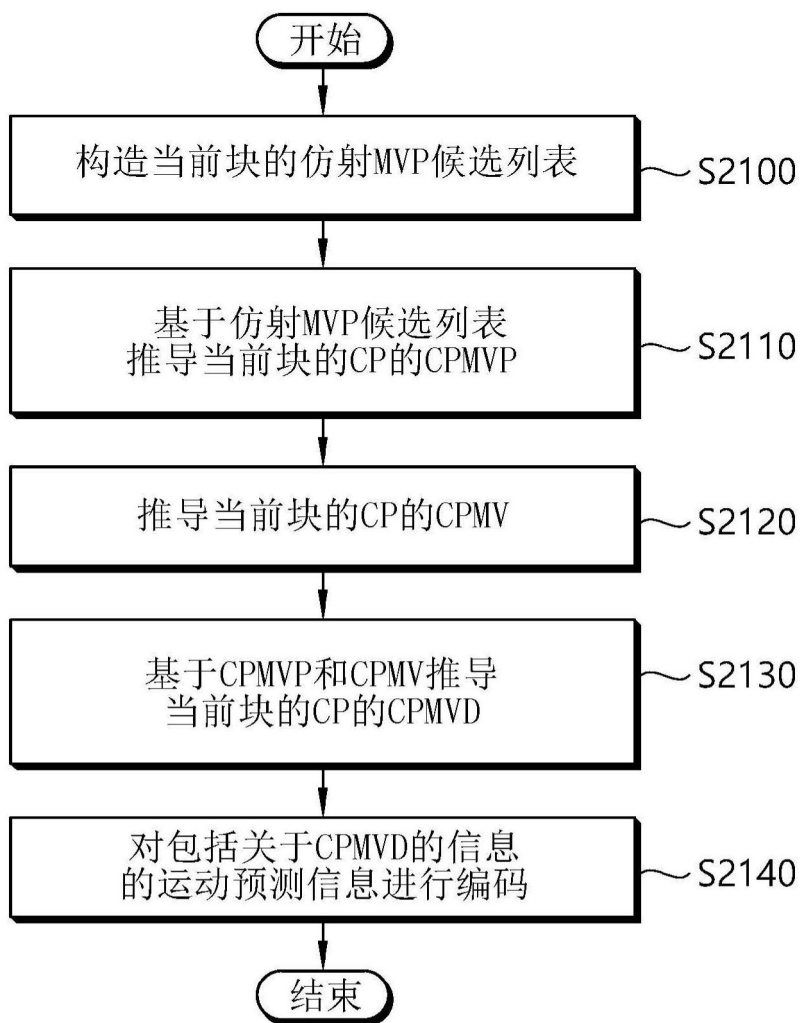 开始
构造当前块的仿射MVP候选列表
S2100
基于仿射MVP候选列表
推导当前块的CP的CPMVP
S2110
推导当前块的CP的CPMV
S2120
基于CPMVP和CPMV推导
当前块的CP的CPMVD
S2130
对包括关于CPMVD的信息
的运动预测信息进行编码
S2140
结束